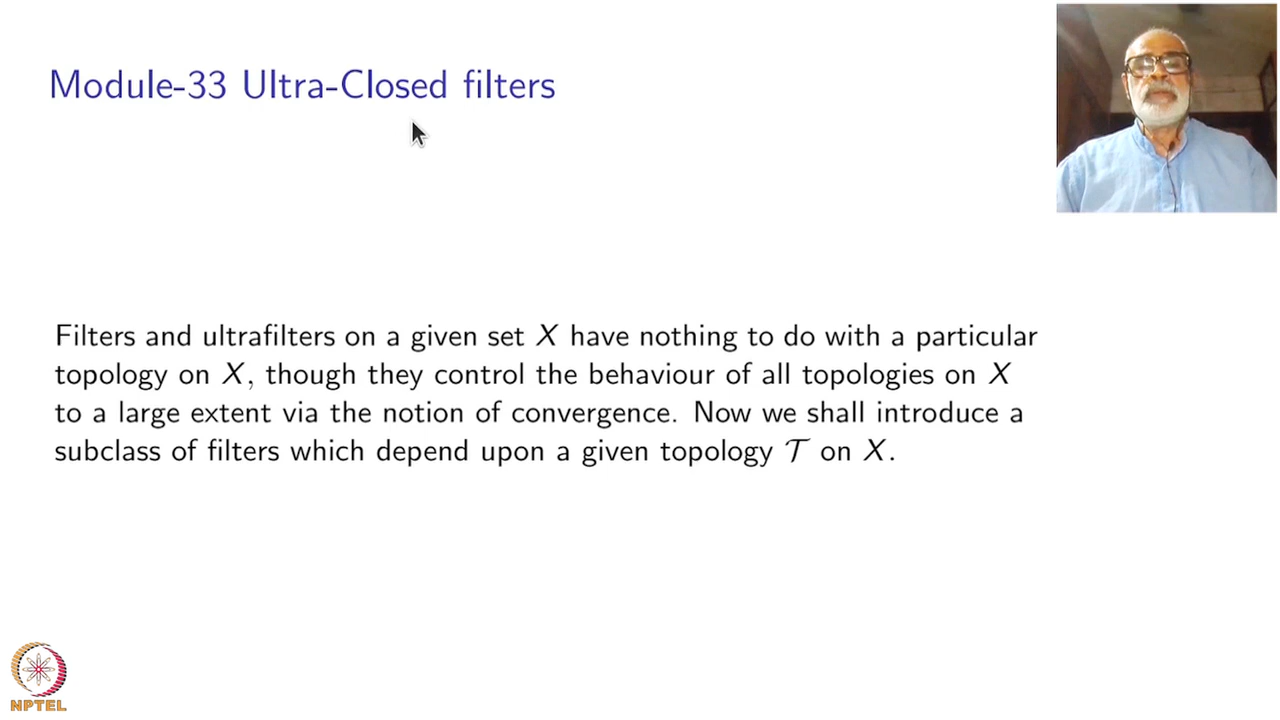 Module-33 Ultra-Closed filters
Filters and ultrafilters on a given set X have nothing to do with a particular
topology on X, though they control the behaviour of all topologies on X
to a large extent via the notion of convergence. Now we shall introduce a
subclass of filters which depend upon a given topology 𝒯 on X.
NPTEL